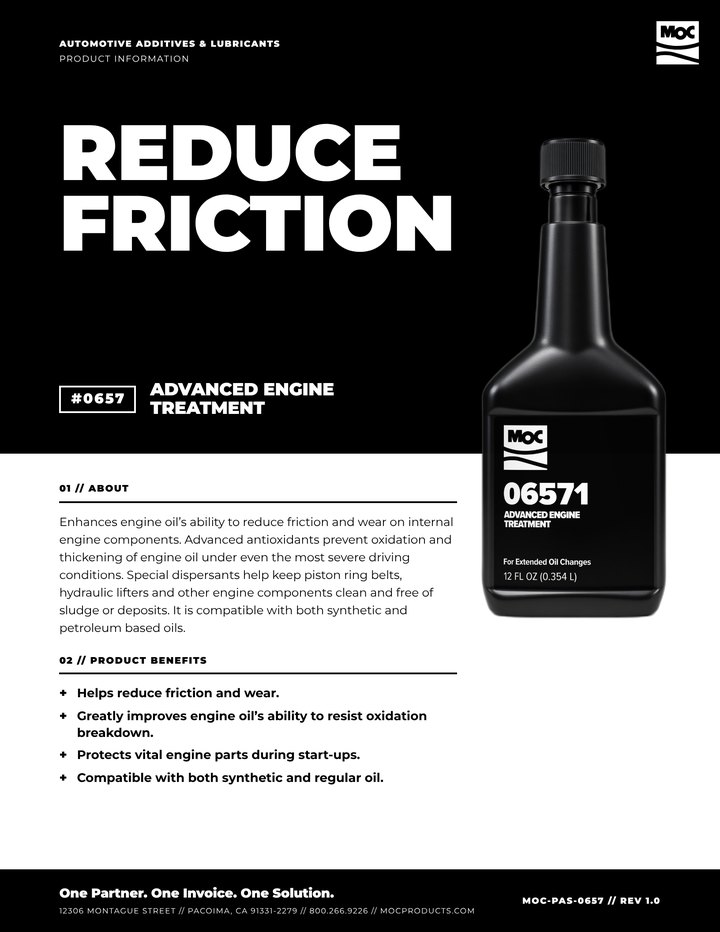 AUTOMOTIVE ADDITIVES & LUBRICANTS
PRODUCT INFORMATION
MOC
REDUCE
FRICTION
#0657
ADVANCED ENGINE
TREATMENT
MOC
06571
ADVANCED ENGINE
TREATMENT
For Extended Oil Changes
12 FL OZ (0.354 L)
01 // ABOUT
Enhances engine oil’s ability to reduce friction and wear on internal
engine components. Advanced antioxidants prevent oxidation and
thickening of engine oil under even the most severe driving
conditions. Special dispersants help keep piston ring belts,
hydraulic lifters and other engine components clean and free of
sludge or deposits. It is compatible with both synthetic and
petroleum based oils.
02 // PRODUCT BENEFITS
+ Helps reduce friction and wear.
+ Greatly improves engine oil’s ability to resist oxidation
breakdown.
+ Protects vital engine parts during start-ups.
+ Compatible with both synthetic and regular oil.
One Partner. One Invoice. One Solution.
12306 MONTAGUE STREET // PACOIMA, CA 91331-2279 // 800.266.9226 // MOCPRODUCTS.COM
MOC-PAS-0657 // REV 1.0